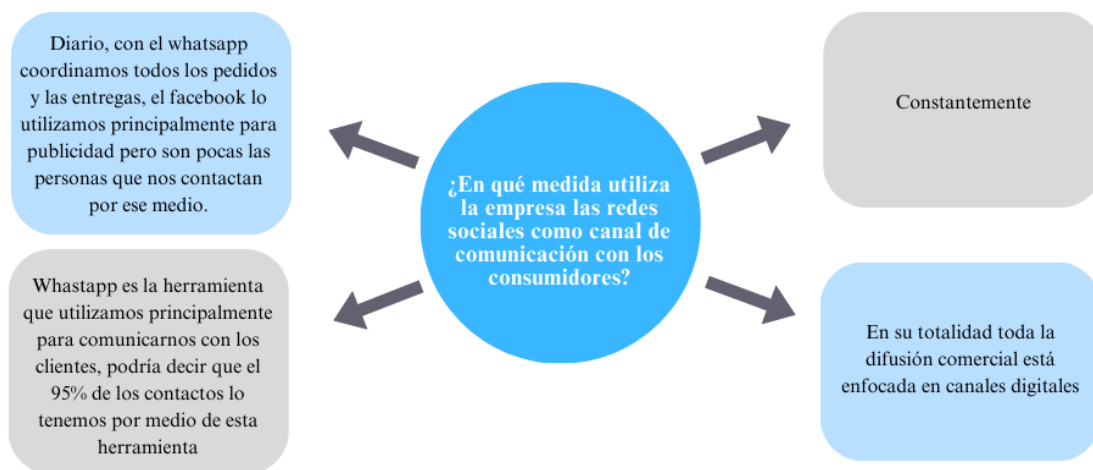 Diario, con el whatsapp
coordinamos todos los pedidos
y las entregas, el facebook lo
utilizamos principalmente para
publicidad pero son pocas las
personas que nos contactan
por ese medio.
Constantemente
¿En qué medida utiliza
la empresa las redes
sociales como canal de
comunicación con los
consumidores?
Whastapp es la herramienta
que utilizamos principalmente
para comunicarnos con los
clientes, podría decir que el
95% de los contactos lo
tenemos por medio de esta
herramienta
En su totalidad toda la
difusión comercial está
enfocada en canales digitales